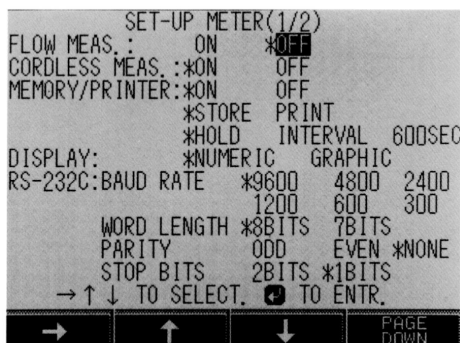 SET-UP METER(1/2)
FLOW MEAS.: ON *OFF
CORDLESS MEAS.:*ON OFF
MEMORY/PRINTER:*ON OFF
*STORE PRINT
*HOLD INTERVAL 600SEC
DISPLAY: *NUMERIC GRAPHIC
RS-232C:BAUD RATE *9600 4800 2400
1200 600 300
WORD LENGTH *8BITS 7BITS
PARITY ODD EVEN *NONE
STOP BITS 2BITS *1BITS
→↑↓ TO SELECT. ↵ TO ENTR.
→ ↑ ↓ PAGE DOWN